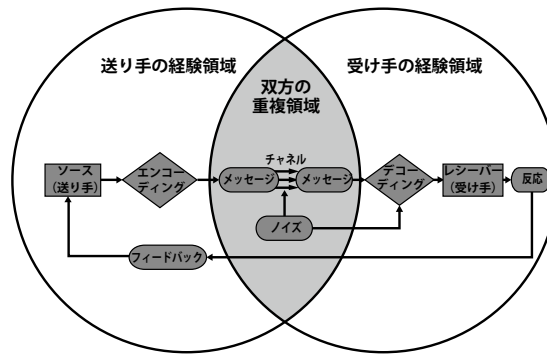 送り手の経験領域
受け手の経験領域
双方の
重複領域
チャネル
ソース
(送り手)
エンコー
ディング
メッセージ
メッセージ
デコー
ディング
レシーバー
(受け手)
反応
ノイズ
フィードバック